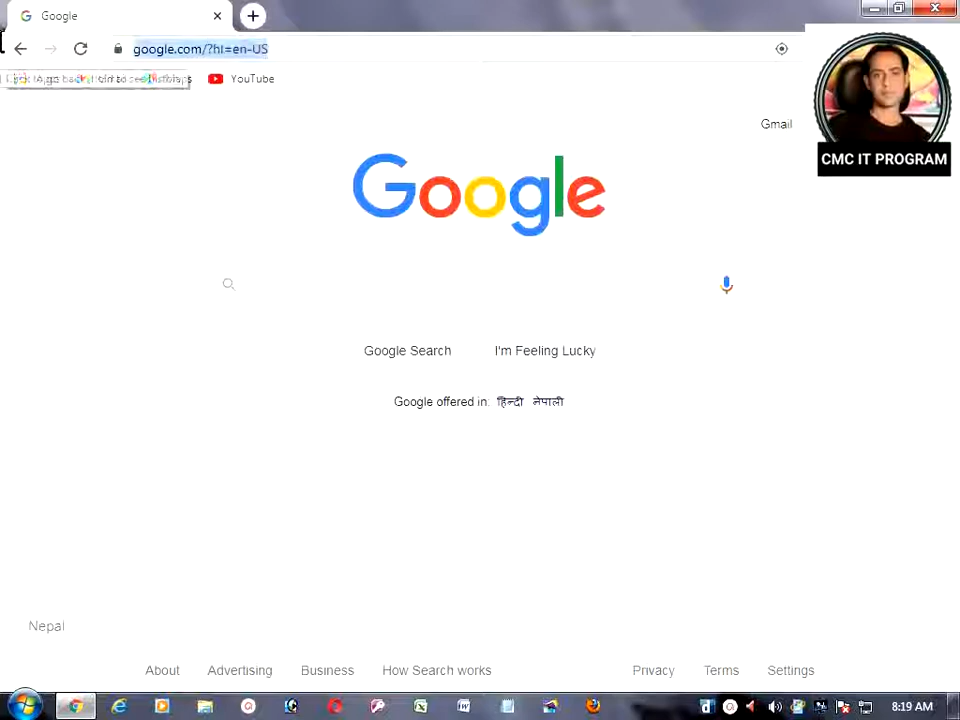 Google
google.com/?hl=en-US
YouTube
Gmail
CMC IT PROGRAM
Google
Google Search I'm Feeling Lucky
Google offered in: हिन्दी नेपाली
Nepal
About Advertising Business How Search works Privacy Terms Settings
8:19 AM